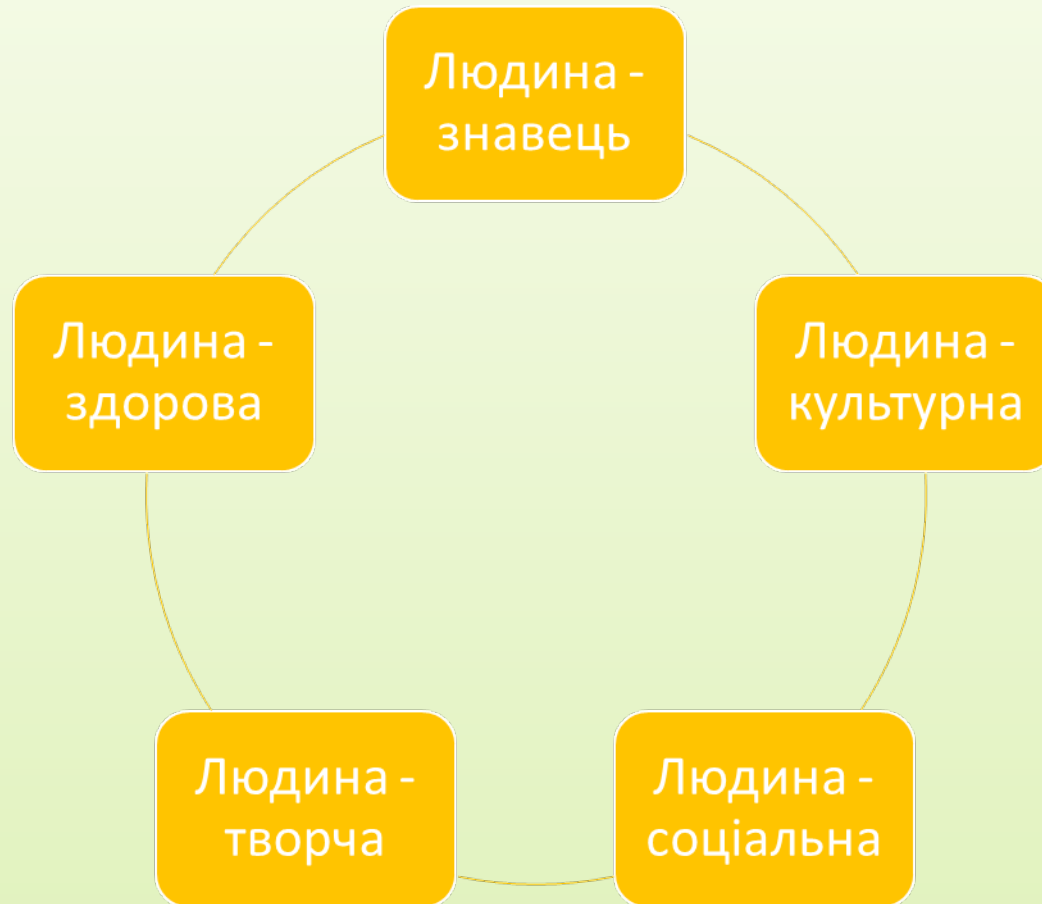 Людина -
знавець
Людина -
культурна
Людина -
соціальна
Людина -
творча
Людина -
здорова